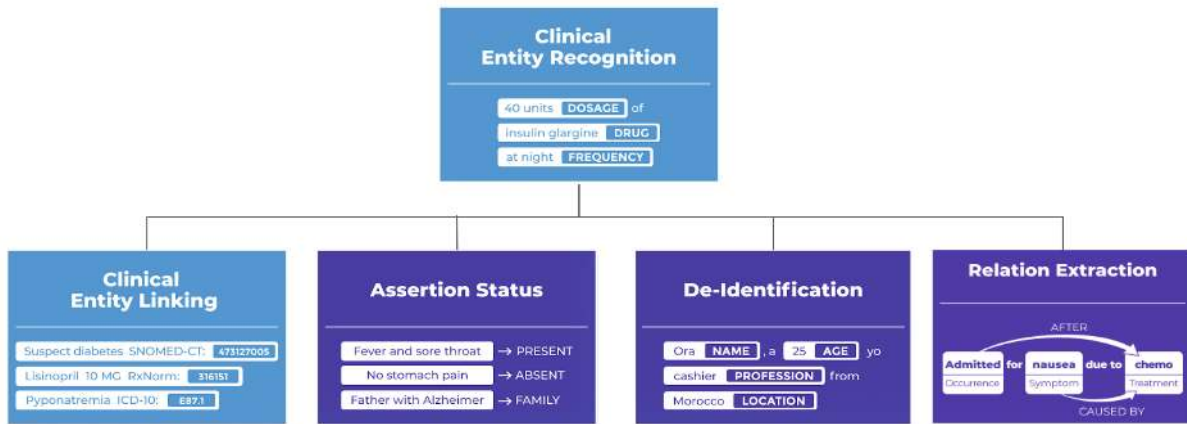 Clinical
Entity Recognition
40 units DOSAGE of
insulin glargine DRUG
at night FREQUENCY
Clinical
Entity Linking
Suspect diabetes SNOMED-CT: 473127005
Lisinopril 10 MG RxNorm: 316151
Pyponatremia ICD-10: E87.1
Assertion Status
Fever and sore throat → PRESENT
No stomach pain → ABSENT
Father with Alzheimer → FAMILY
De-Identification
Ora NAME , a 25 AGE yo
cashier PROFESSION from
Morocco LOCATION
Relation Extraction
AFTER
Admitted for nausea due to chemo
Occurrence Symptom Treatment
CAUSED BY